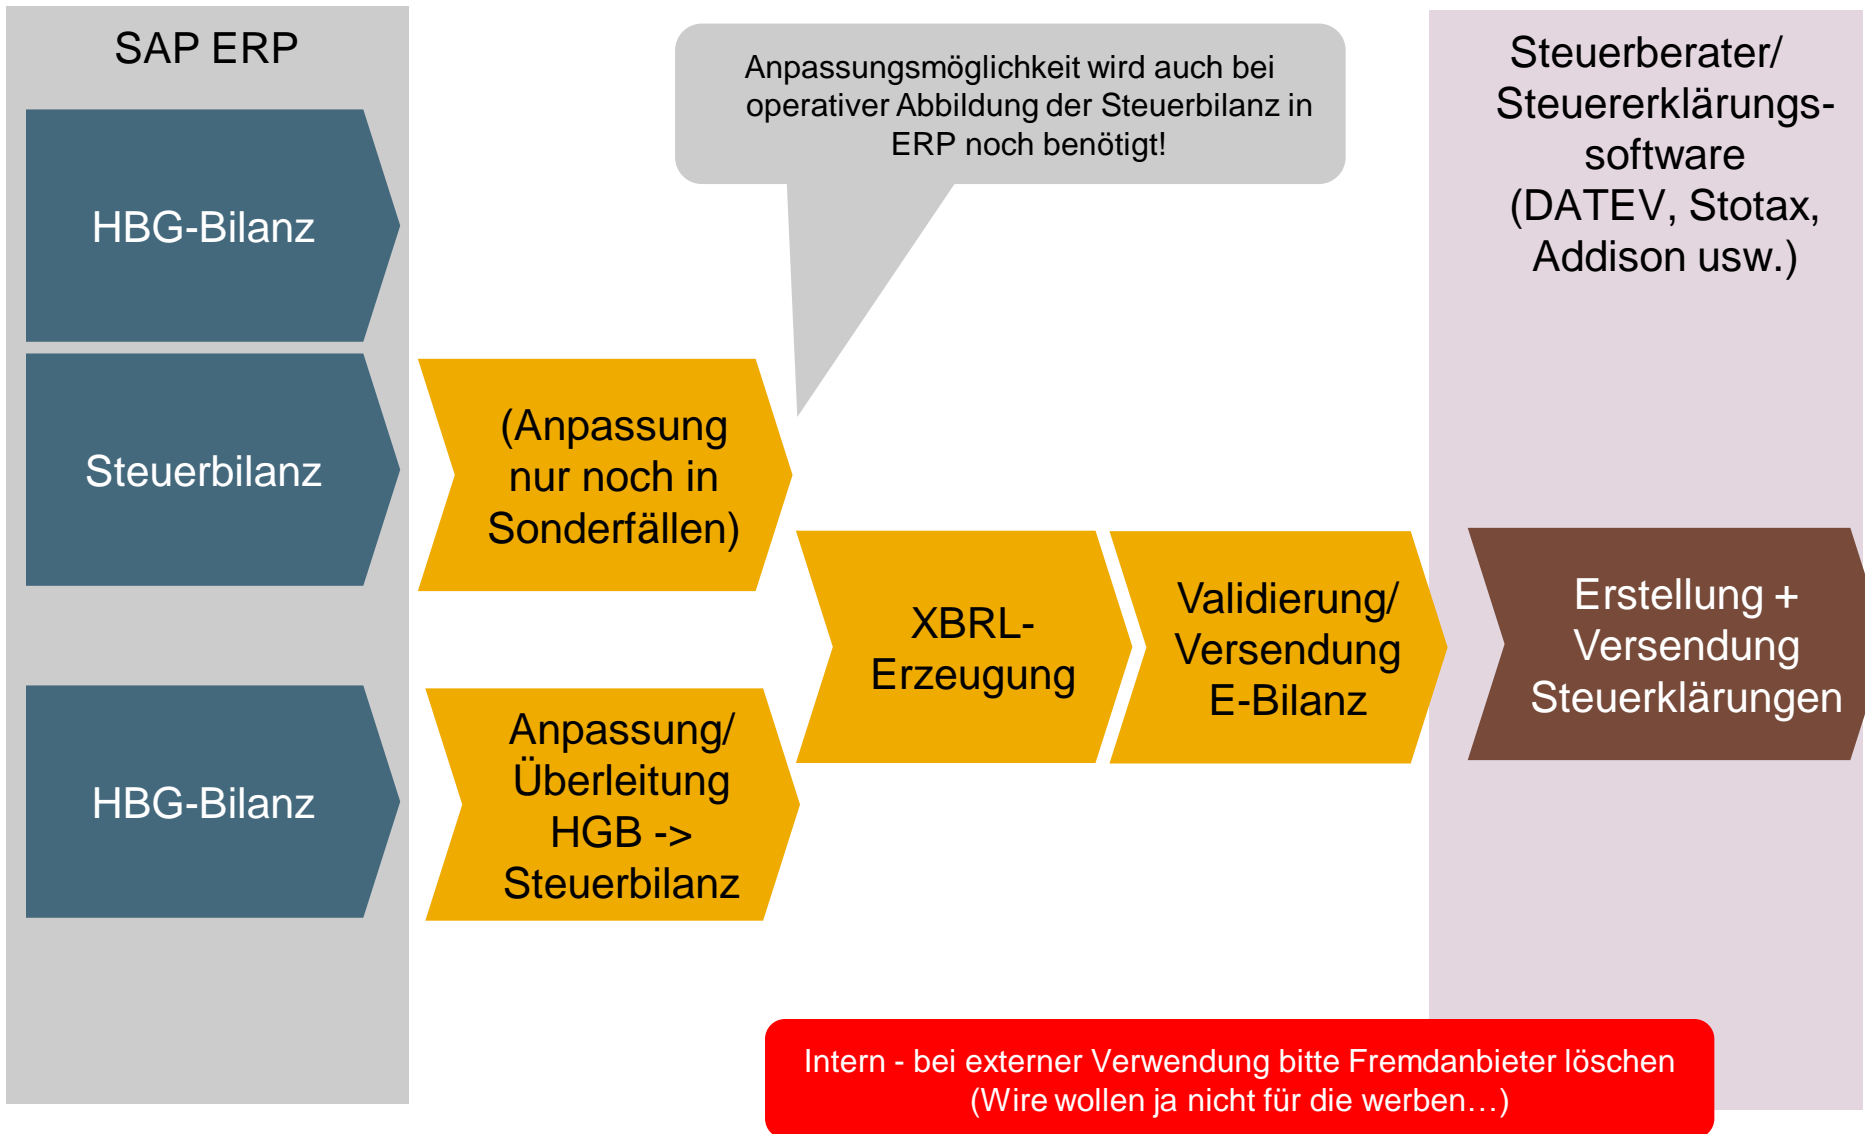 SAP ERP
HBG-Bilanz
Steuerbilanz
HBG-Bilanz
Anpassungsmöglichkeit wird auch bei
operativer Abbildung der Steuerbilanz in
ERP noch benötigt!
(Anpassung
nur noch in
Sonderfällen)
Anpassung/
Überleitung
HGB ->
Steuerbilanz
XBRL-
Erzeugung
Validierung/
Versendung
E-Bilanz
Steuerberater/
Steuererklärungs-
software
(DATEV, Stotax,
Addison usw.)
Erstellung +
Versendung
Steuerklärungen
Intern - bei externer Verwendung bitte Fremdanbieter löschen
(Wire wollen ja nicht für die werben…)